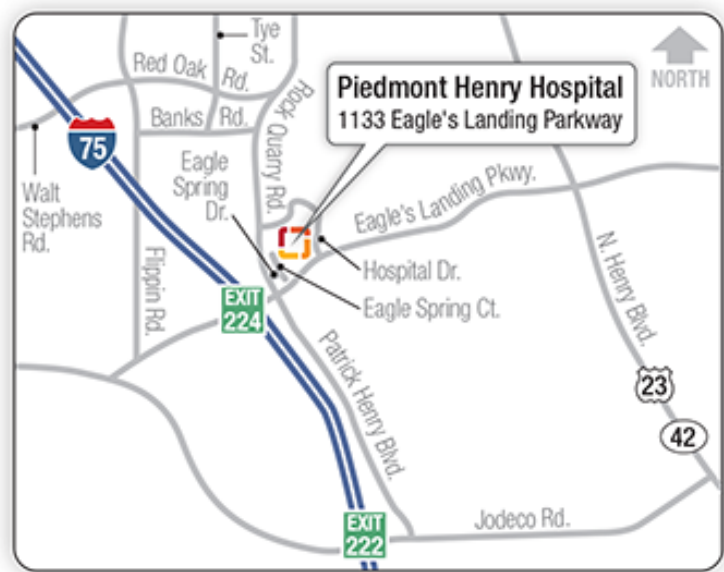 Tye
St.
Red Oak
Rd.
NORTH
Piedmont Henry Hospital
1133 Eagle's Landing Parkway
Rock Quarry Rd.
Banks
Rd.
75
Eagle
Spring
Dr.
Walt
Stephens
Rd.
Eagle's Landing Pkwy.
Flippin Rd.
N. Henry Blvd.
Hospital Dr.
Eagle Spring Ct.
EXIT
224
Patrick Henry Blvd.
23
42
EXIT
222
Jodeco Rd.